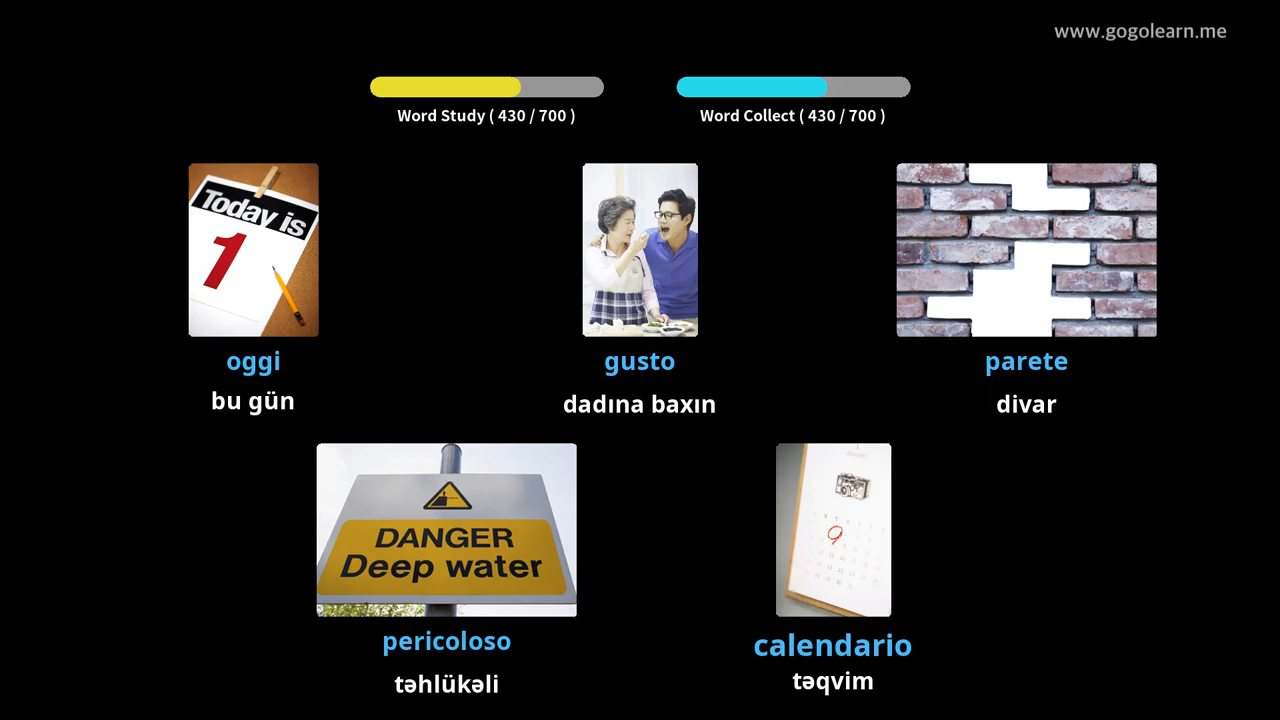 www.gogolearn.me
Word Study ( 430 / 700 )
Word Collect ( 430 / 700 )
Today is
1
oggi
bu gün
gusto
dadına baxın
parete
divar
DANGER
Deep water
pericoloso
təhlükəli
9
calendario
təqvim